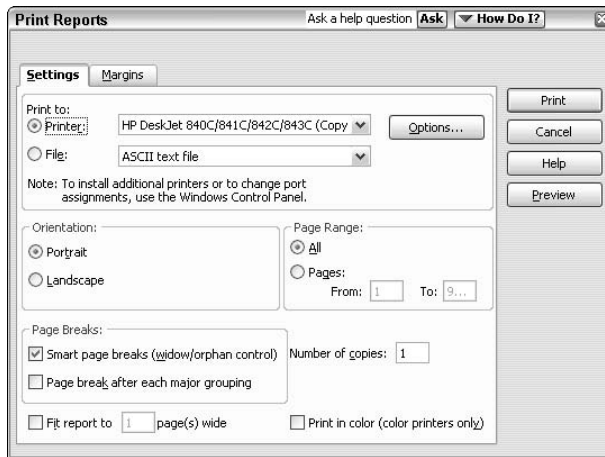 Print Reports
Ask a help question Ask How Do I?
Settings Margins
Print to:
Printer: HP DeskJet 840C/841C/842C/843C (Copy Options...
File: ASCII text file
Note: To install additional printers or to change port
assignments, use the Windows Control Panel.
Print
Cancel
Help
Preview
Orientation:
Portrait
Landscape
Page Range:
All
Pages:
From: 1 To: 9...
Page Breaks:
Smart page breaks (widow/orphan control)
Page break after each major grouping
Number of copies: 1
Fit report to 1 page(s) wide
Print in color (color printers only)